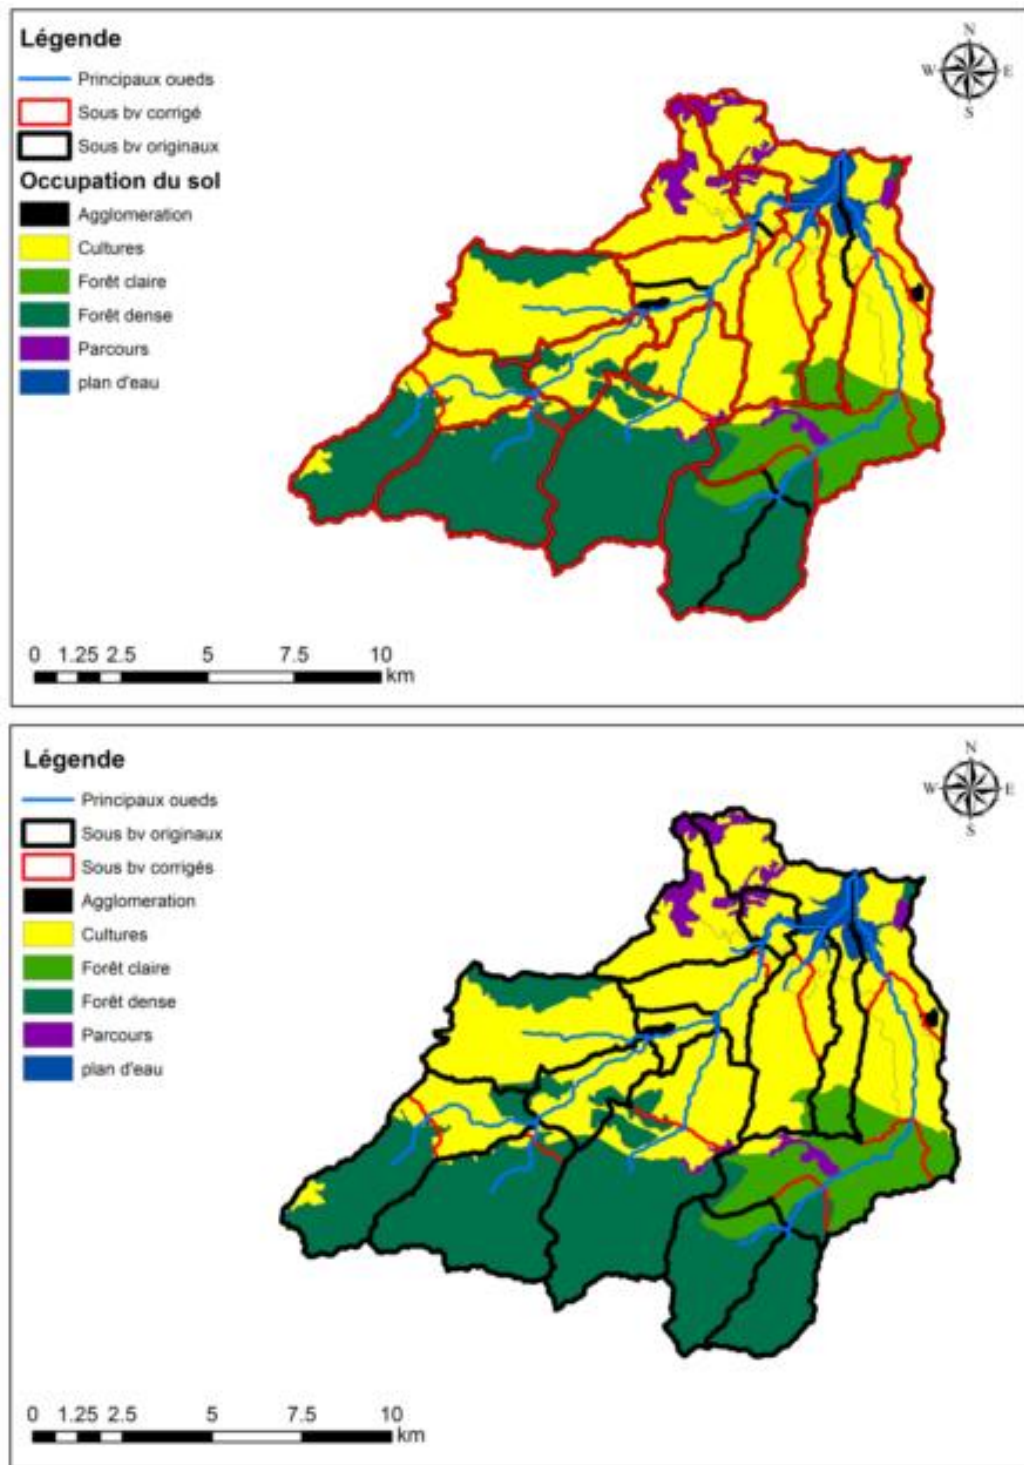 Légende
Principaux oueds
Sous bv corrigé
Sous bv originaux
Occupation du sol
Agglomeration
Cultures
Forêt claire
Forêt dense
Parcours
plan d'eau
N
W E
S
0 1.25 2.5 5 7.5 10
km
Légende
Principaux oueds
Sous bv originaux
Sous bv corrigés
Agglomeration
Cultures
Forêt claire
Forêt dense
Parcours
plan d'eau
N
W E
S
0 1.25 2.5 5 7.5 10
km